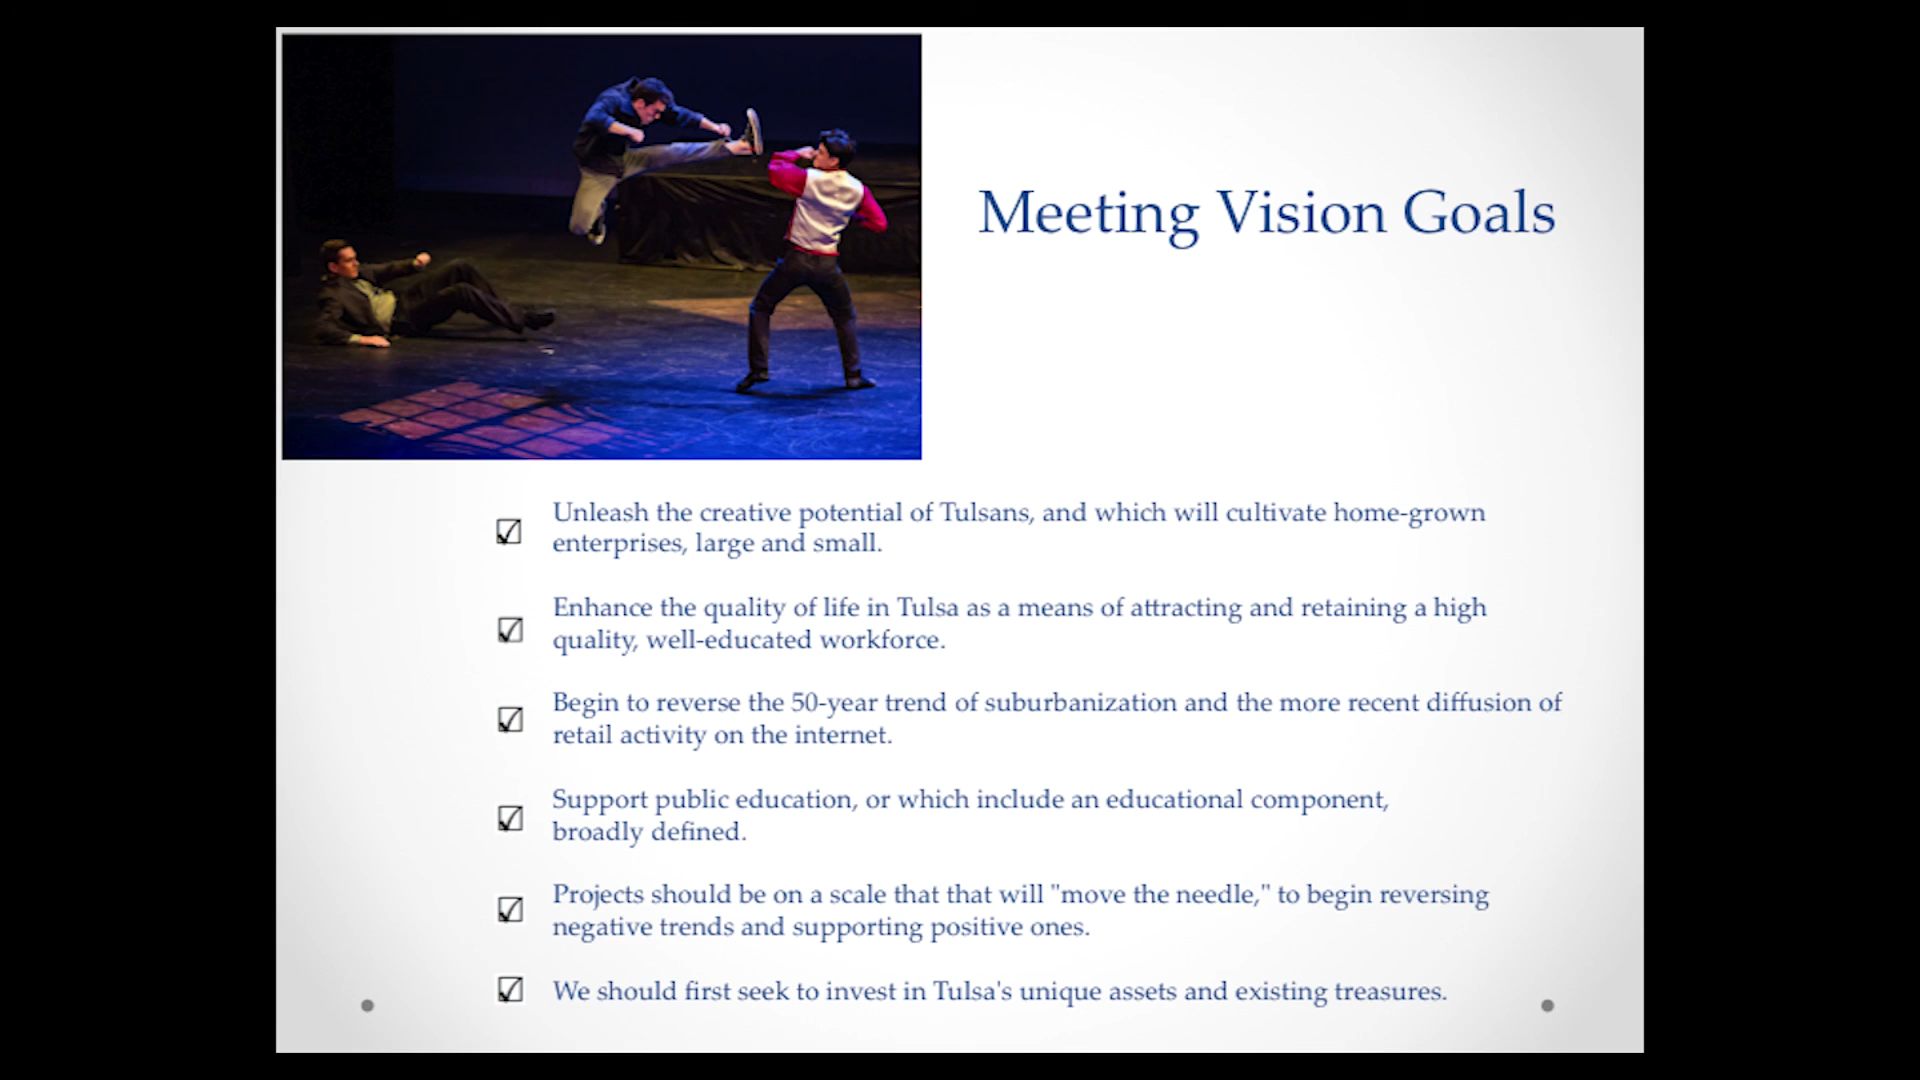 Meeting Vision Goals
Unleash the creative potential of Tulsans, and which will cultivate home-grown
enterprises, large and small.
Enhance the quality of life in Tulsa as a means of attracting and retaining a high
quality, well-educated workforce.
Begin to reverse the 50-year trend of suburbanization and the more recent diffusion of
retail activity on the internet.
Support public education, or which include an educational component,
broadly defined.
Projects should be on a scale that that will "move the needle," to begin reversing
negative trends and supporting positive ones.
We should first seek to invest in Tulsa's unique assets and existing treasures.